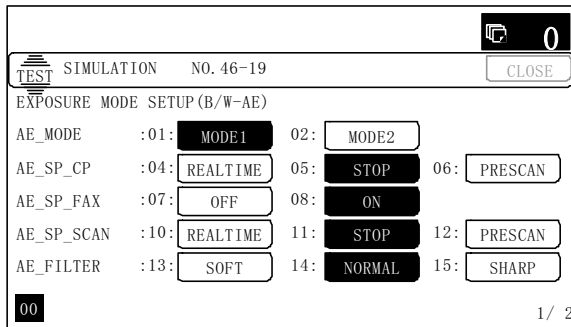 0
TEST SIMULATION NO. 46-19 CLOSE
EXPOSURE MODE SETUP(B/W-AE)
AE_MODE :01: MODE1 02: MODE2
AE_SP_CP :04: REALTIME 05: STOP 06: PRESCAN
AE_SP_FAX :07: OFF 08: ON
AE_SP_SCAN :10: REALTIME 11: STOP 12: PRESCAN
AE_FILTER :13: SOFT 14: NORMAL 15: SHARP
00 1/ 2